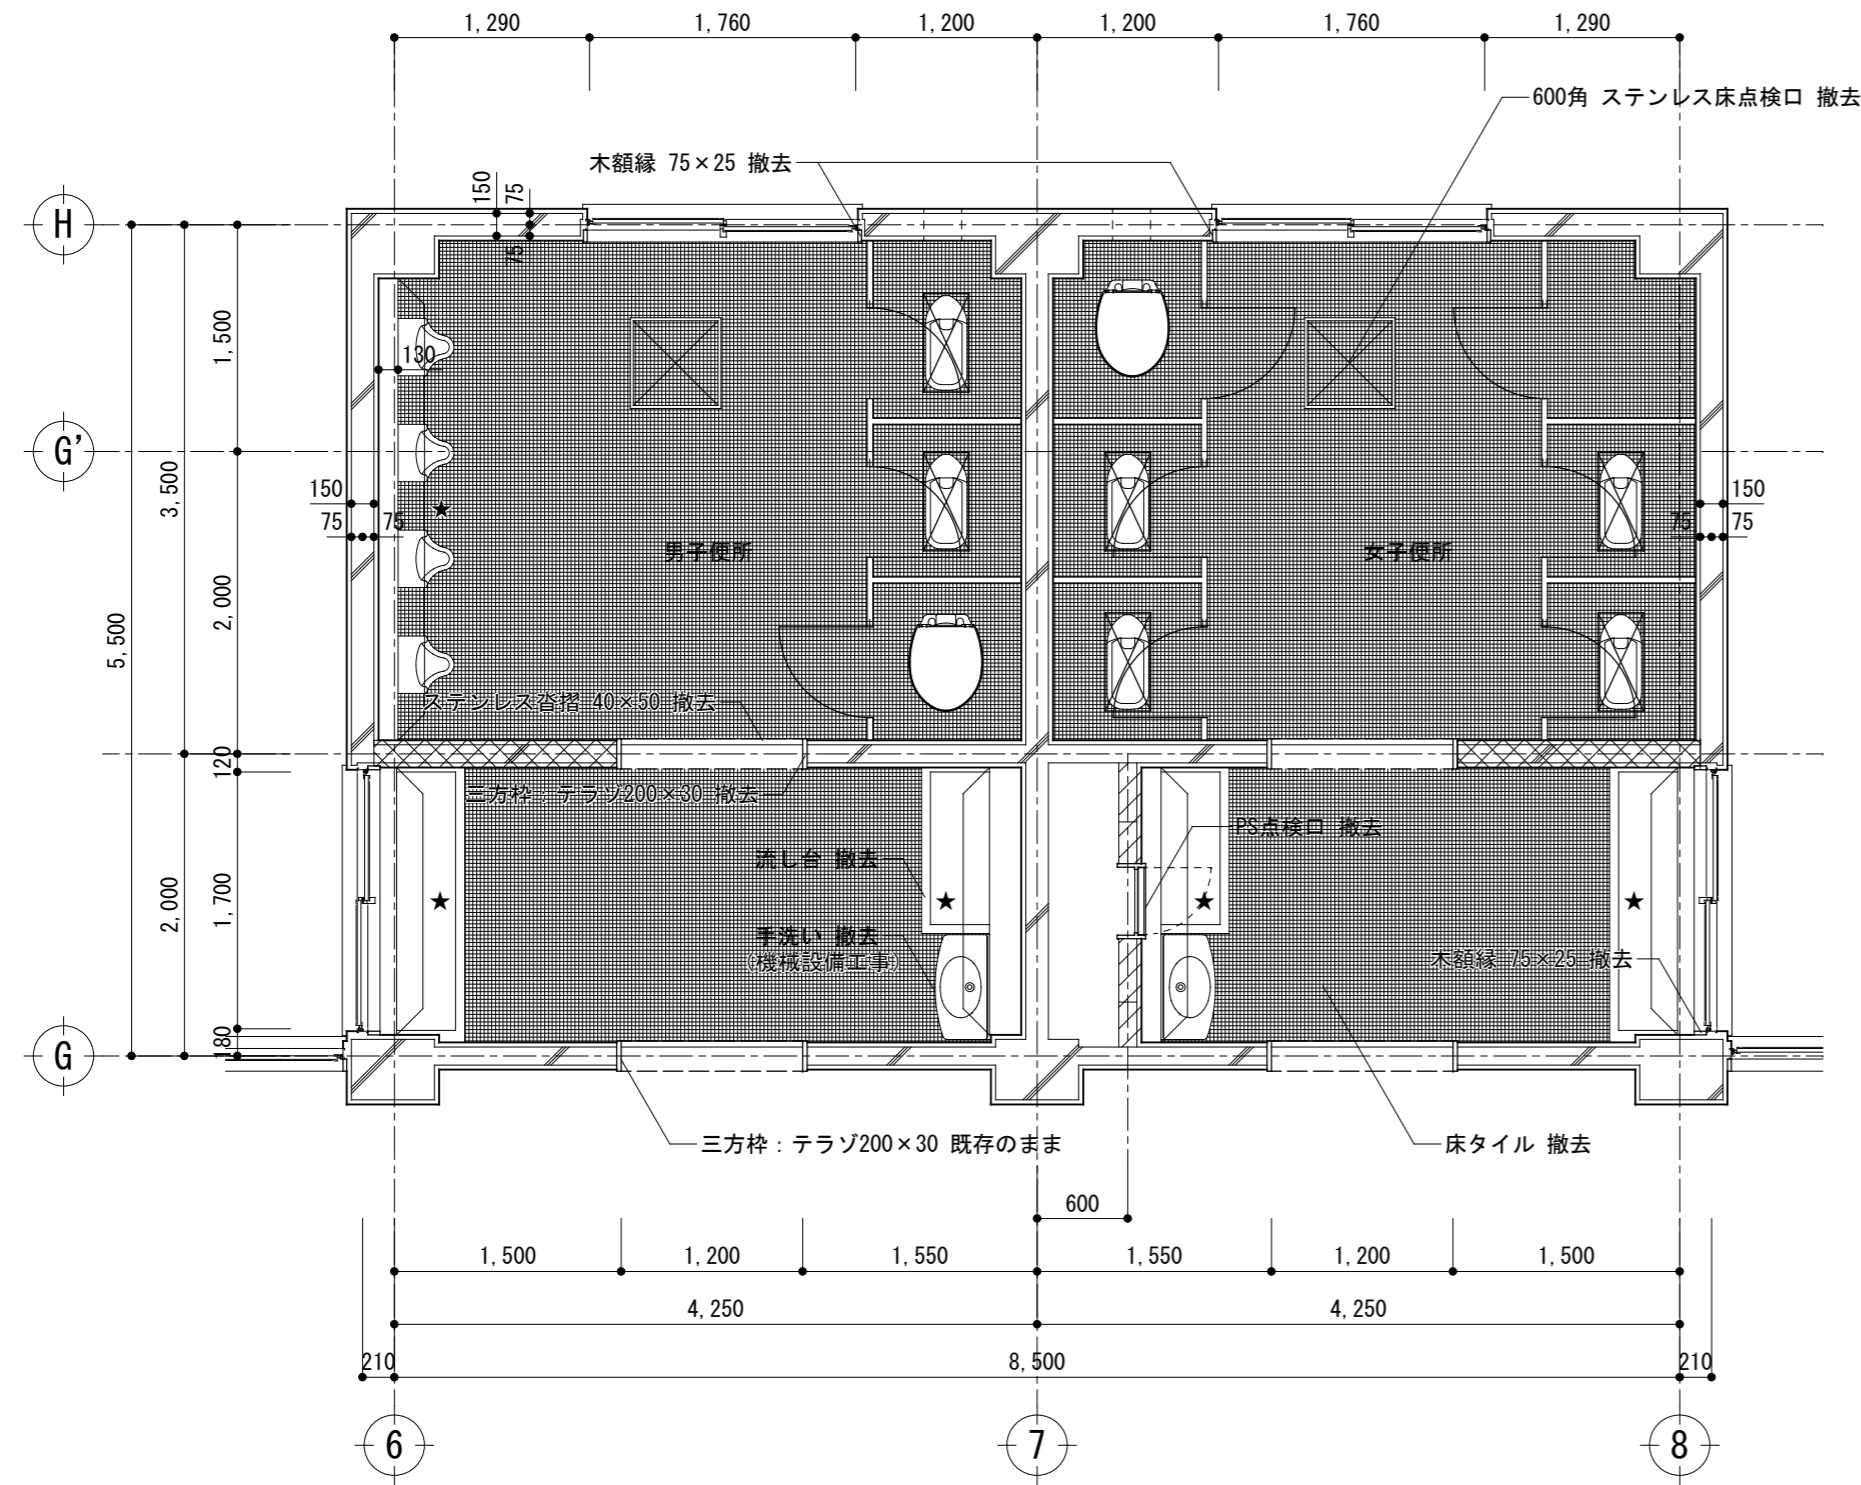 1,290
1,760
1,200
1,200
1,760
1,290
600角 ステンレス床点検口 撤去
木額縁 75×25 撤去
150
75
75
H
1,500
130
G'
3,500
150
75
75
150
75
75
★
男子便所
女子便所
2,000
5,500
ステンレス沓摺 40×50 撤去
120
三方枠：テラゾ200×30 撤去
PS点検口 撤去
流し台 撤去
2,000
1,700
★
★
★
★
手洗い 撤去
(機械設備工事)
木額縁 75×25 撤去
180
G
三方枠：テラゾ200×30 既存のまま
床タイル 撤去
600
1,500
1,200
1,550
1,550
1,200
1,500
4,250
4,250
210
8,500
210
6
7
8